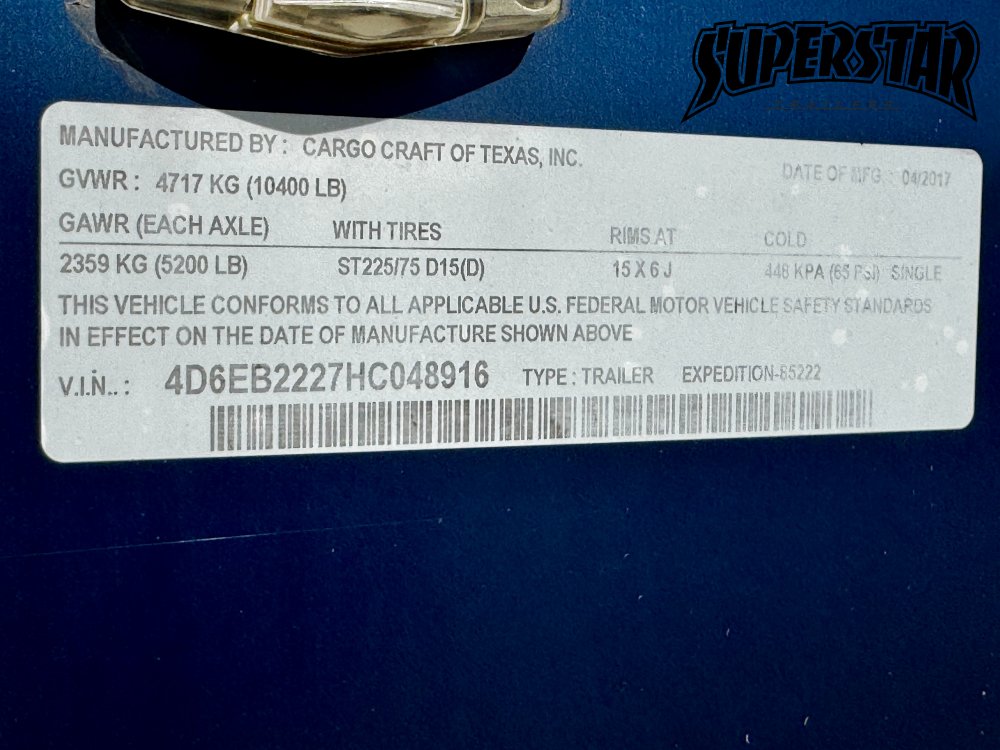 SUPERSTAR
TRAILERS
MANUFACTURED BY : CARGO CRAFT OF TEXAS, INC.
DATE OF MFG. : 04/2017
GVWR : 4717 KG (10400 LB)
GAWR (EACH AXLE) WITH TIRES RIMS AT COLD
2359 KG (5200 LB) ST225/75 D15(D) 15 X 6 J 448 KPA (65 PSI) SINGLE
THIS VEHICLE CONFORMS TO ALL APPLICABLE U.S. FEDERAL MOTOR VEHICLE SAFETY STANDARDS
IN EFFECT ON THE DATE OF MANUFACTURE SHOWN ABOVE
V.I.N.. : 4D6EB2227HC048916 TYPE : TRAILER EXPEDITION-85222